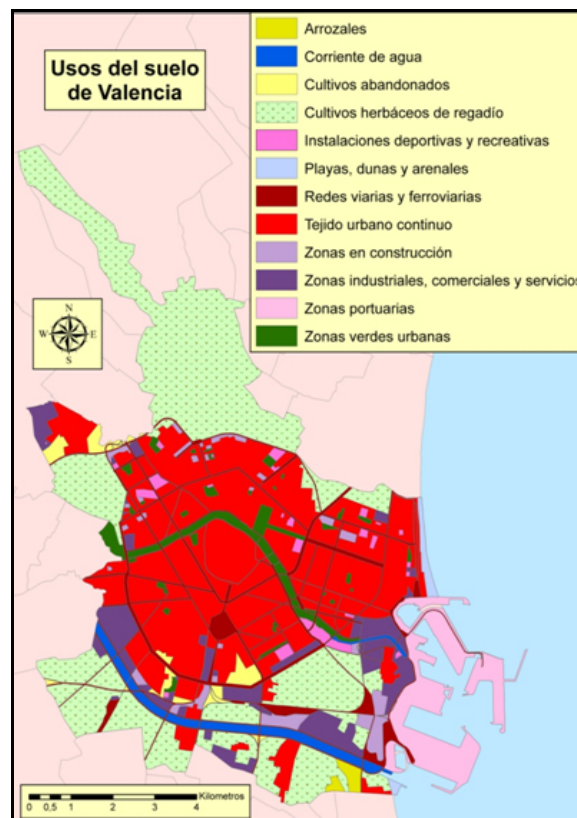 Usos del suelo
de Valencia
Arrozales
Corriente de agua
Cultivos abandonados
Cultivos herbáceos de regadío
Instalaciones deportivas y recreativas
Playas, dunas y arenales
Redes viarias y ferroviarias
Tejido urbano continuo
Zonas en construcción
Zonas industriales, comerciales y servicios
Zonas portuarias
Zonas verdes urbanas
N
W E
S
Kilometros
0 0,5 1 2 3 4